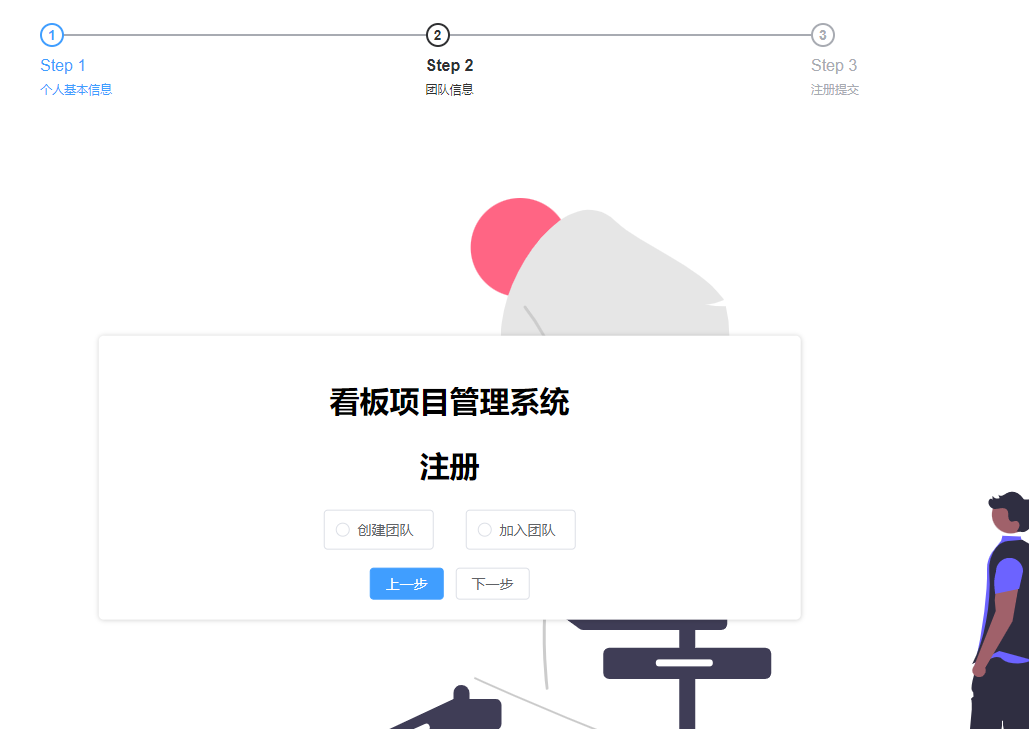 1
2
3
Step 1
Step 2
Step 3
个人基本信息
团队信息
注册提交
看板项目管理系统
注册
创建团队
加入团队
上一步
下一步